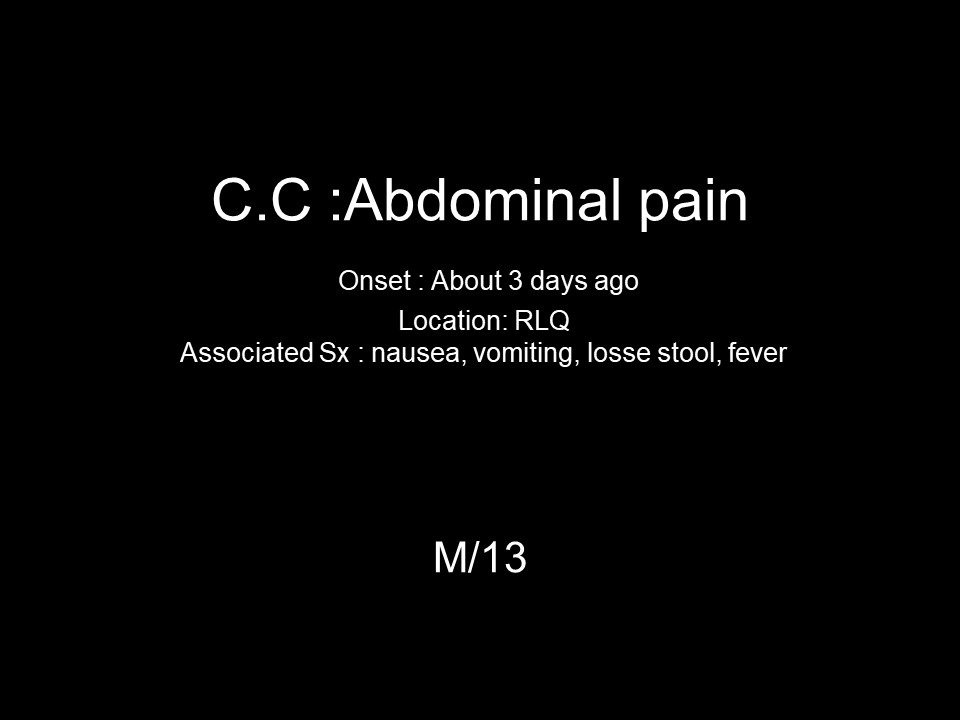 C.C :Abdominal pain
Onset : About 3 days ago
Location: RLQ
Associated Sx : nausea, vomiting, losse stool, fever
M/13